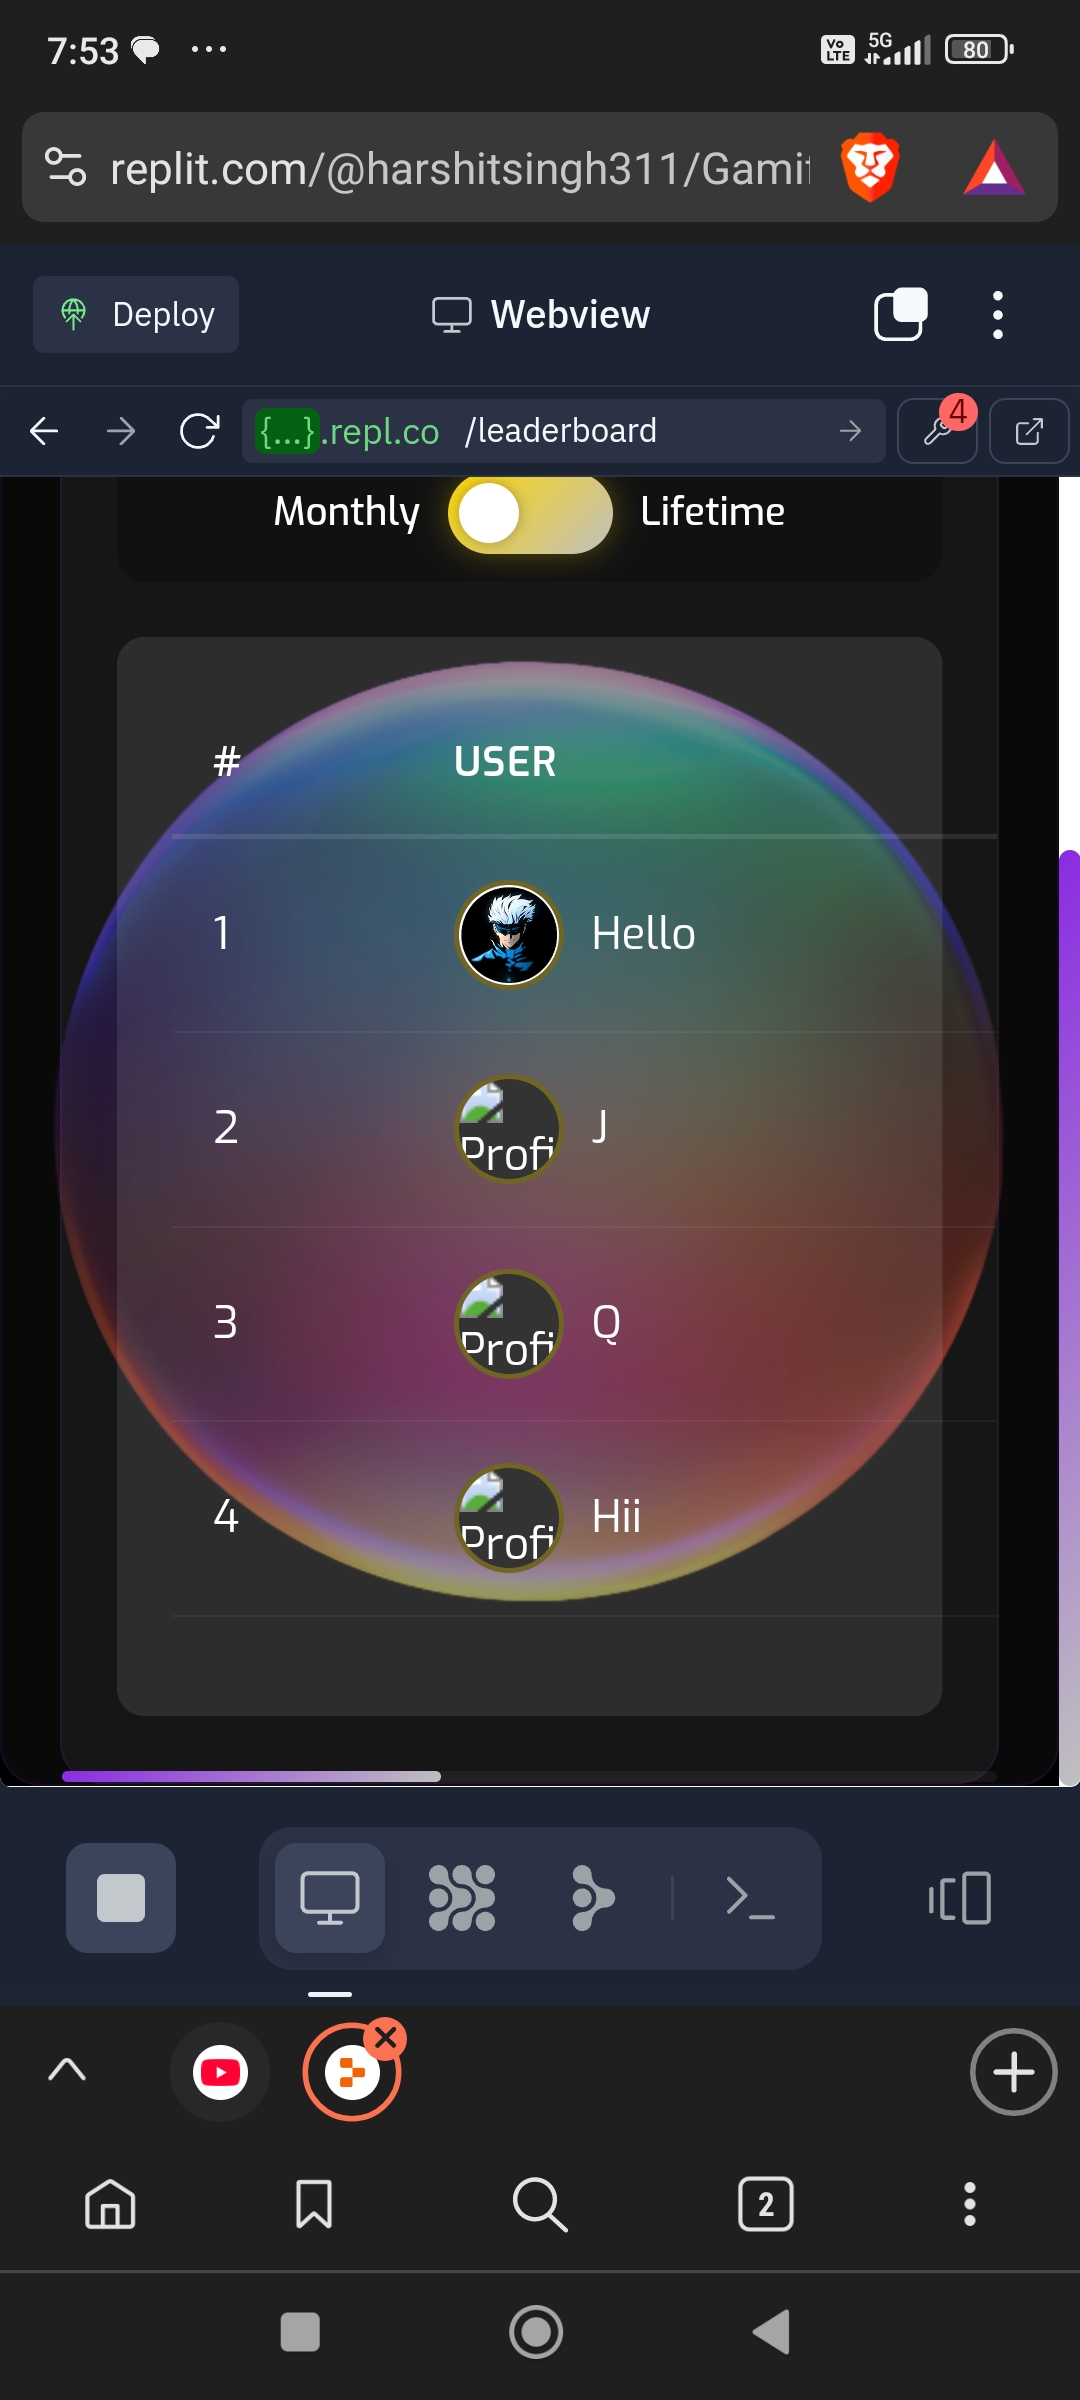 7:53
Vo LTE
5G
80
replit.com/@harshitsingh311/Gami
Deploy
Webview
{...}.repl.co /leaderboard
4
Monthly
Lifetime
# USER
1 Hello
2 Profi J
3 Profi Q
4 Profi Hii
2